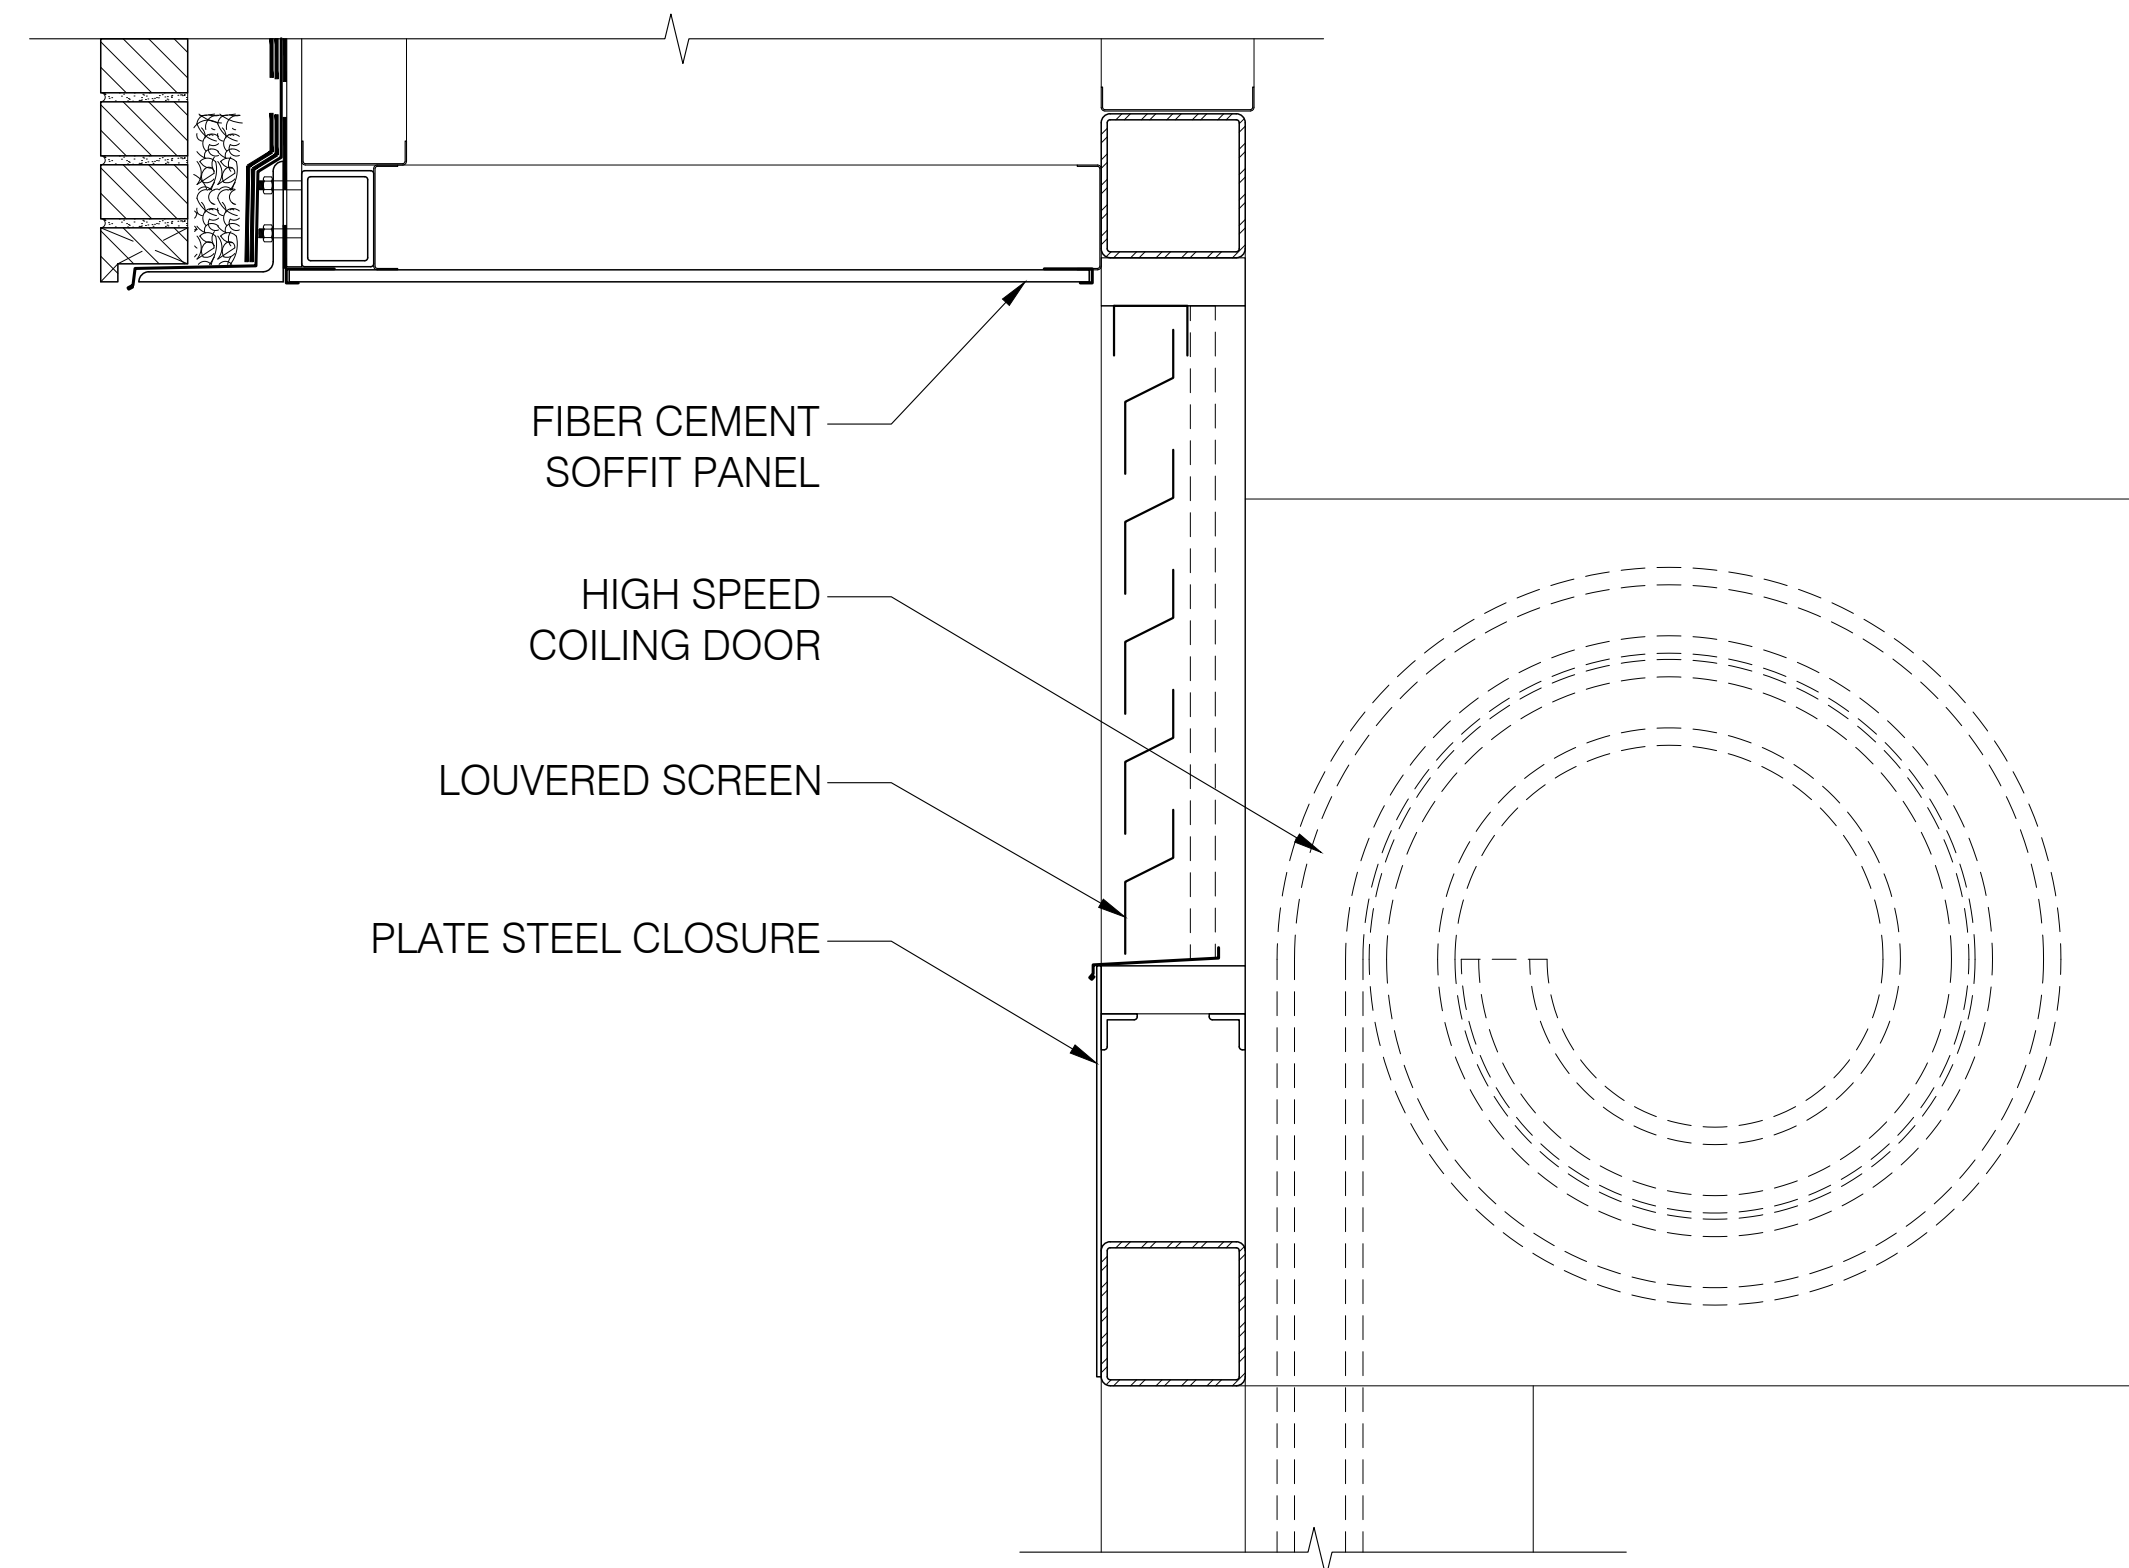 FIBER CEMENT
SOFFIT PANEL
HIGH SPEED
COILING DOOR
LOUVERED SCREEN
PLATE STEEL CLOSURE